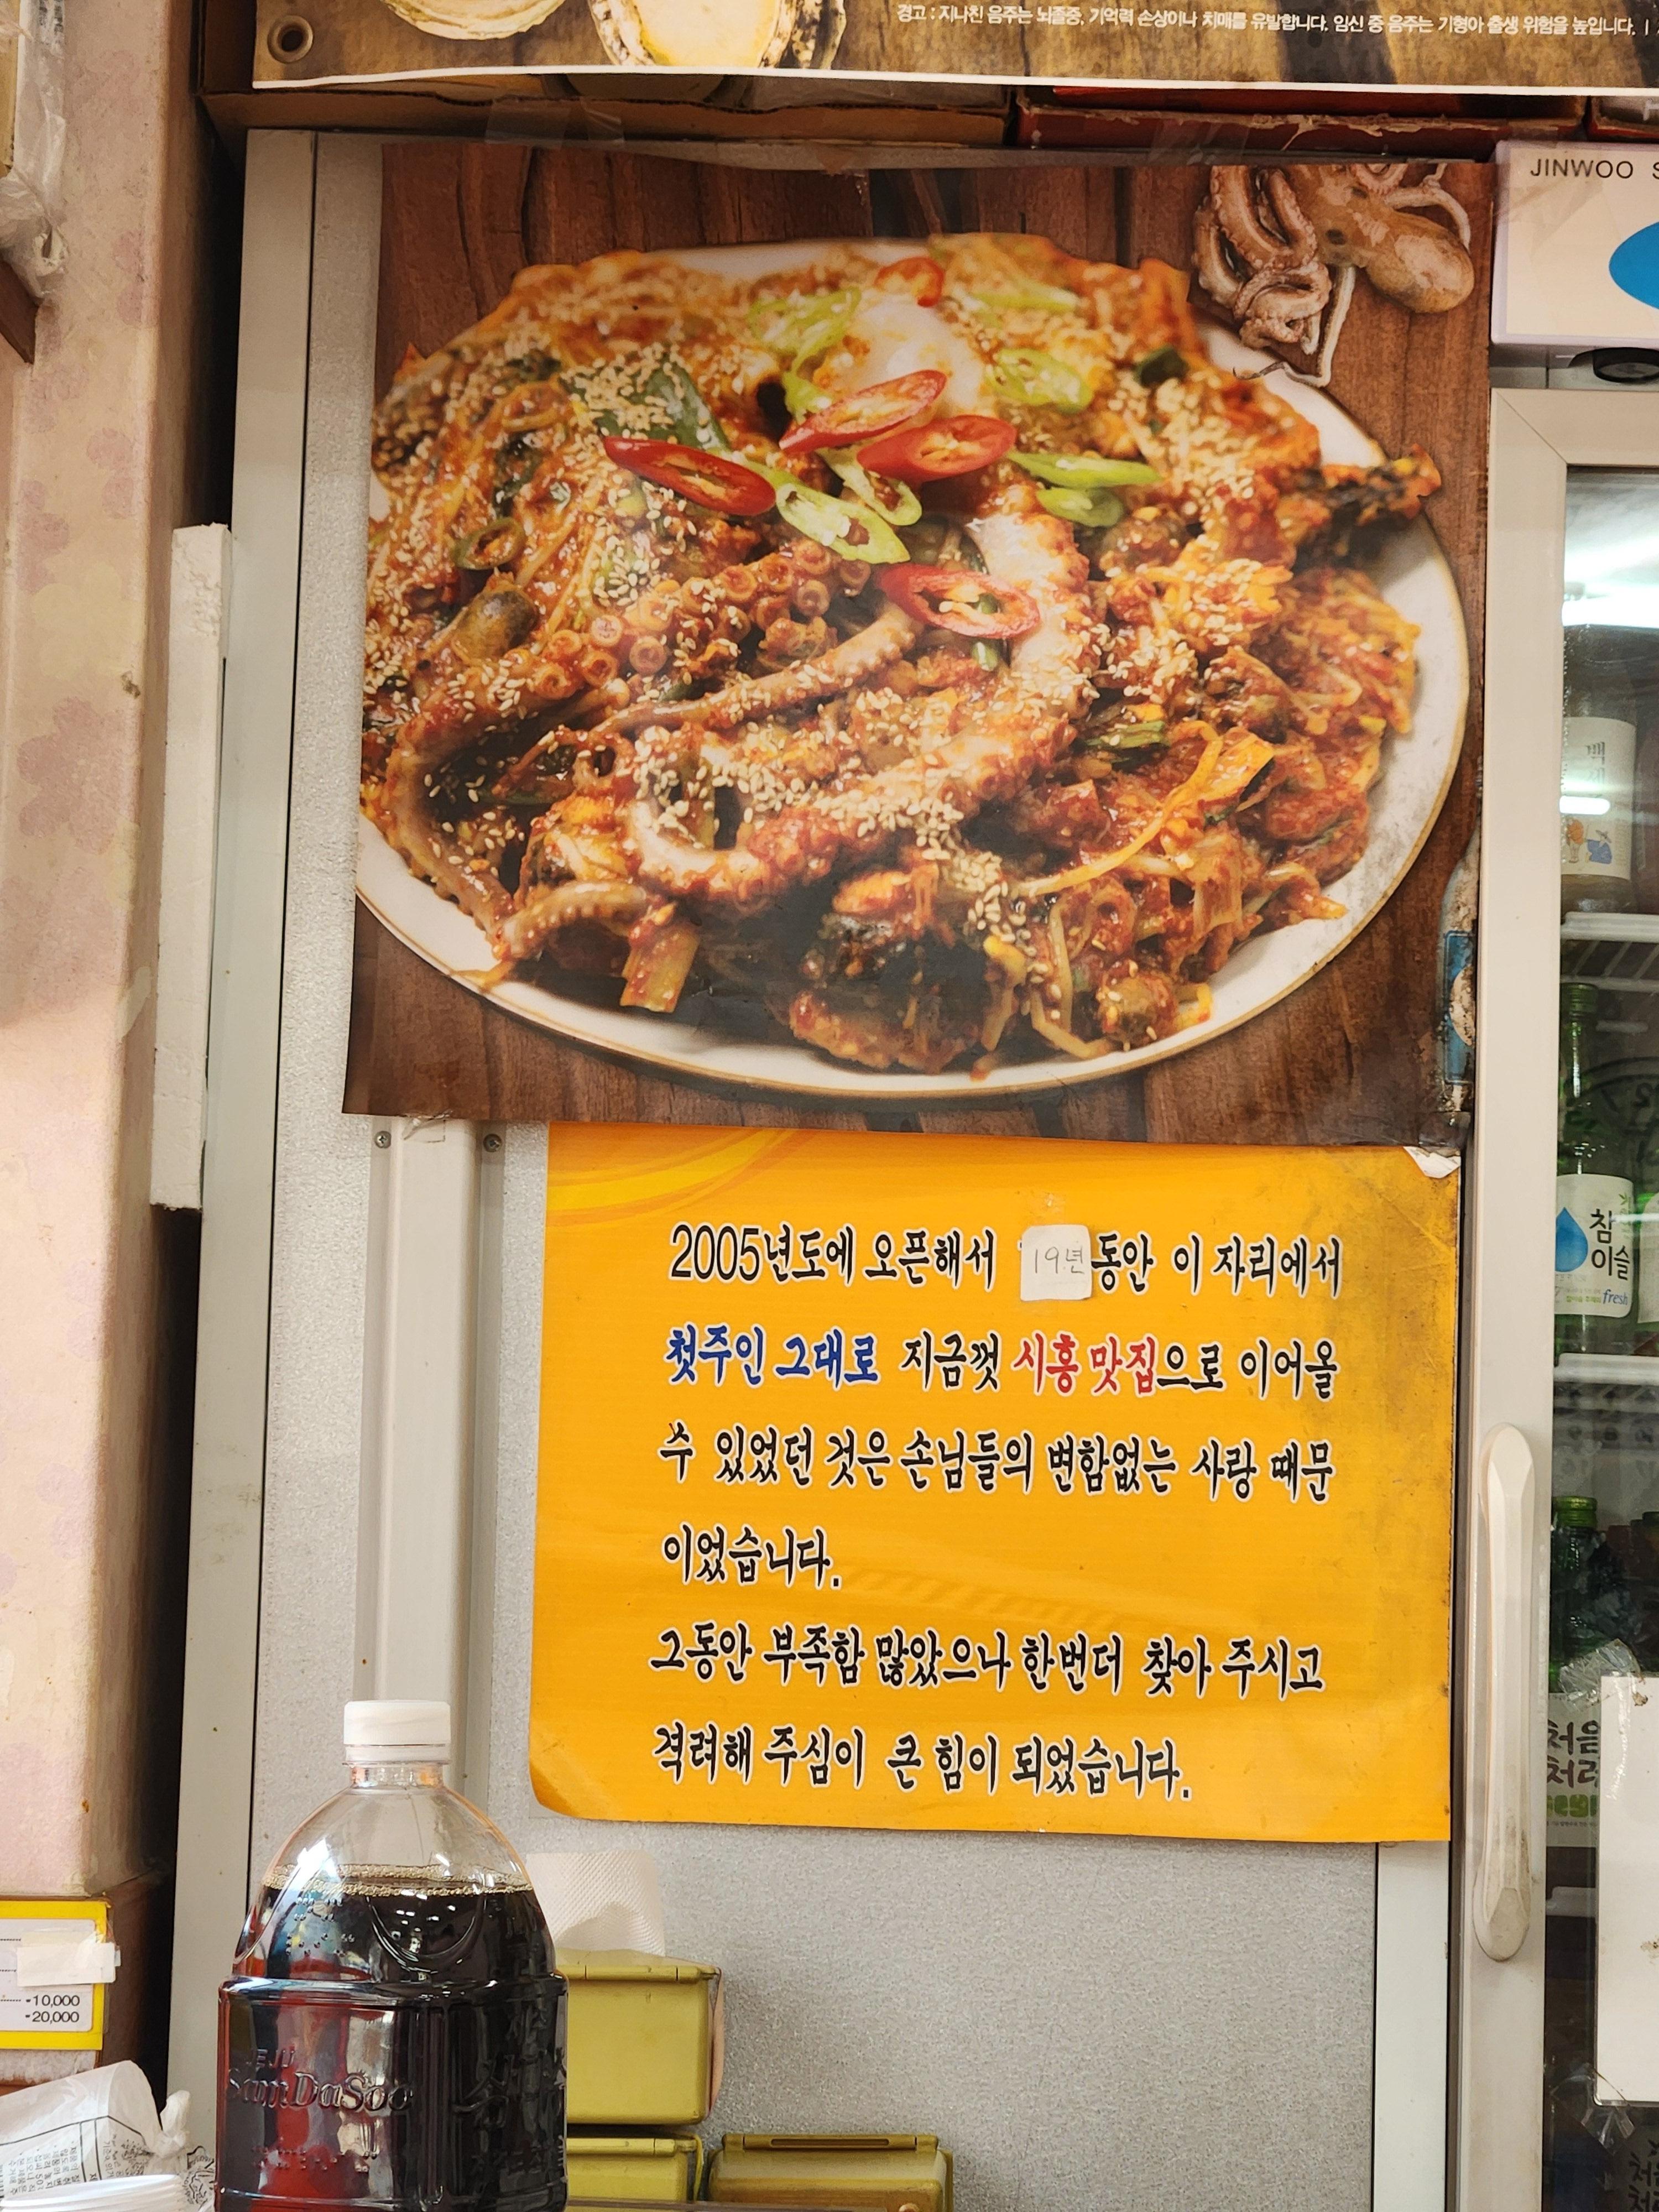 경고 : 지나친 음주는 뇌졸중, 기억력 손상이나 치매를 유발합니다. 임신 중 음주는 기형아 출생 위험을 높입니다.
JINWOO S
2005년도에 오픈해서 19년동안 이 자리에서
첫주인 그대로 지금껏 시흥 맛집으로 이어올
수 있었던 것은 손님들의 변함없는 사랑 때문
이었습니다.
그동안 부족함 많았으나 한번더 찾아 주시고
격려해 주심이 큰 힘이 되었습니다.
참
이슬
fresh
처음
처럼
10,000
20,000
SamDaSoo